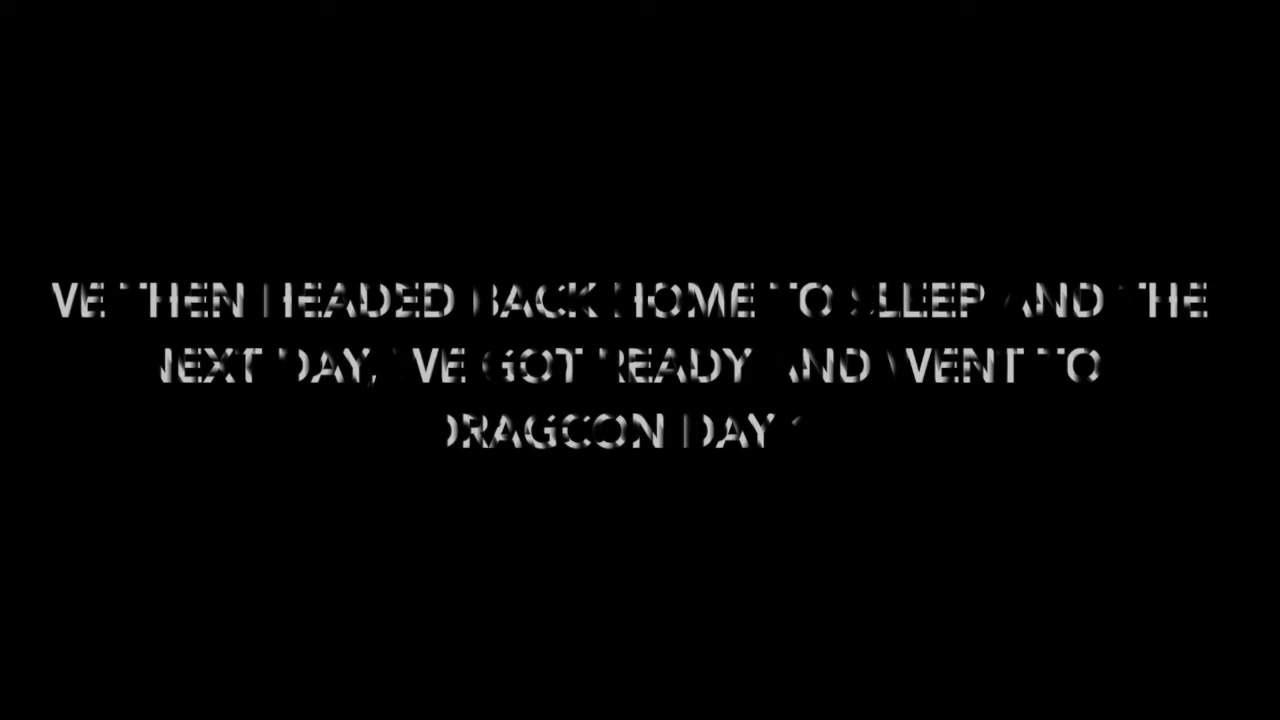 WE THEN HEADED BACK HOME TO SLEEP AND THE
NEXT DAY, WE GOT READY AND WENT TO
DRAGCON DAY